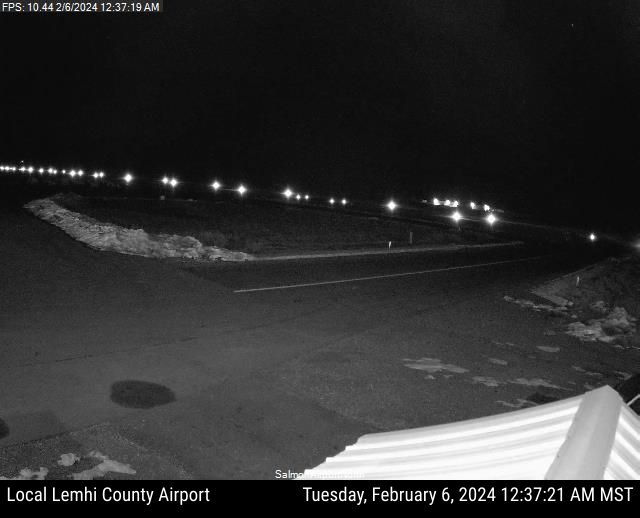 FPS: 10.44 2/6/2024 12:37:19 AM
Local Lemhi County Airport
Tuesday, February 6, 2024 12:37:21 AM MST